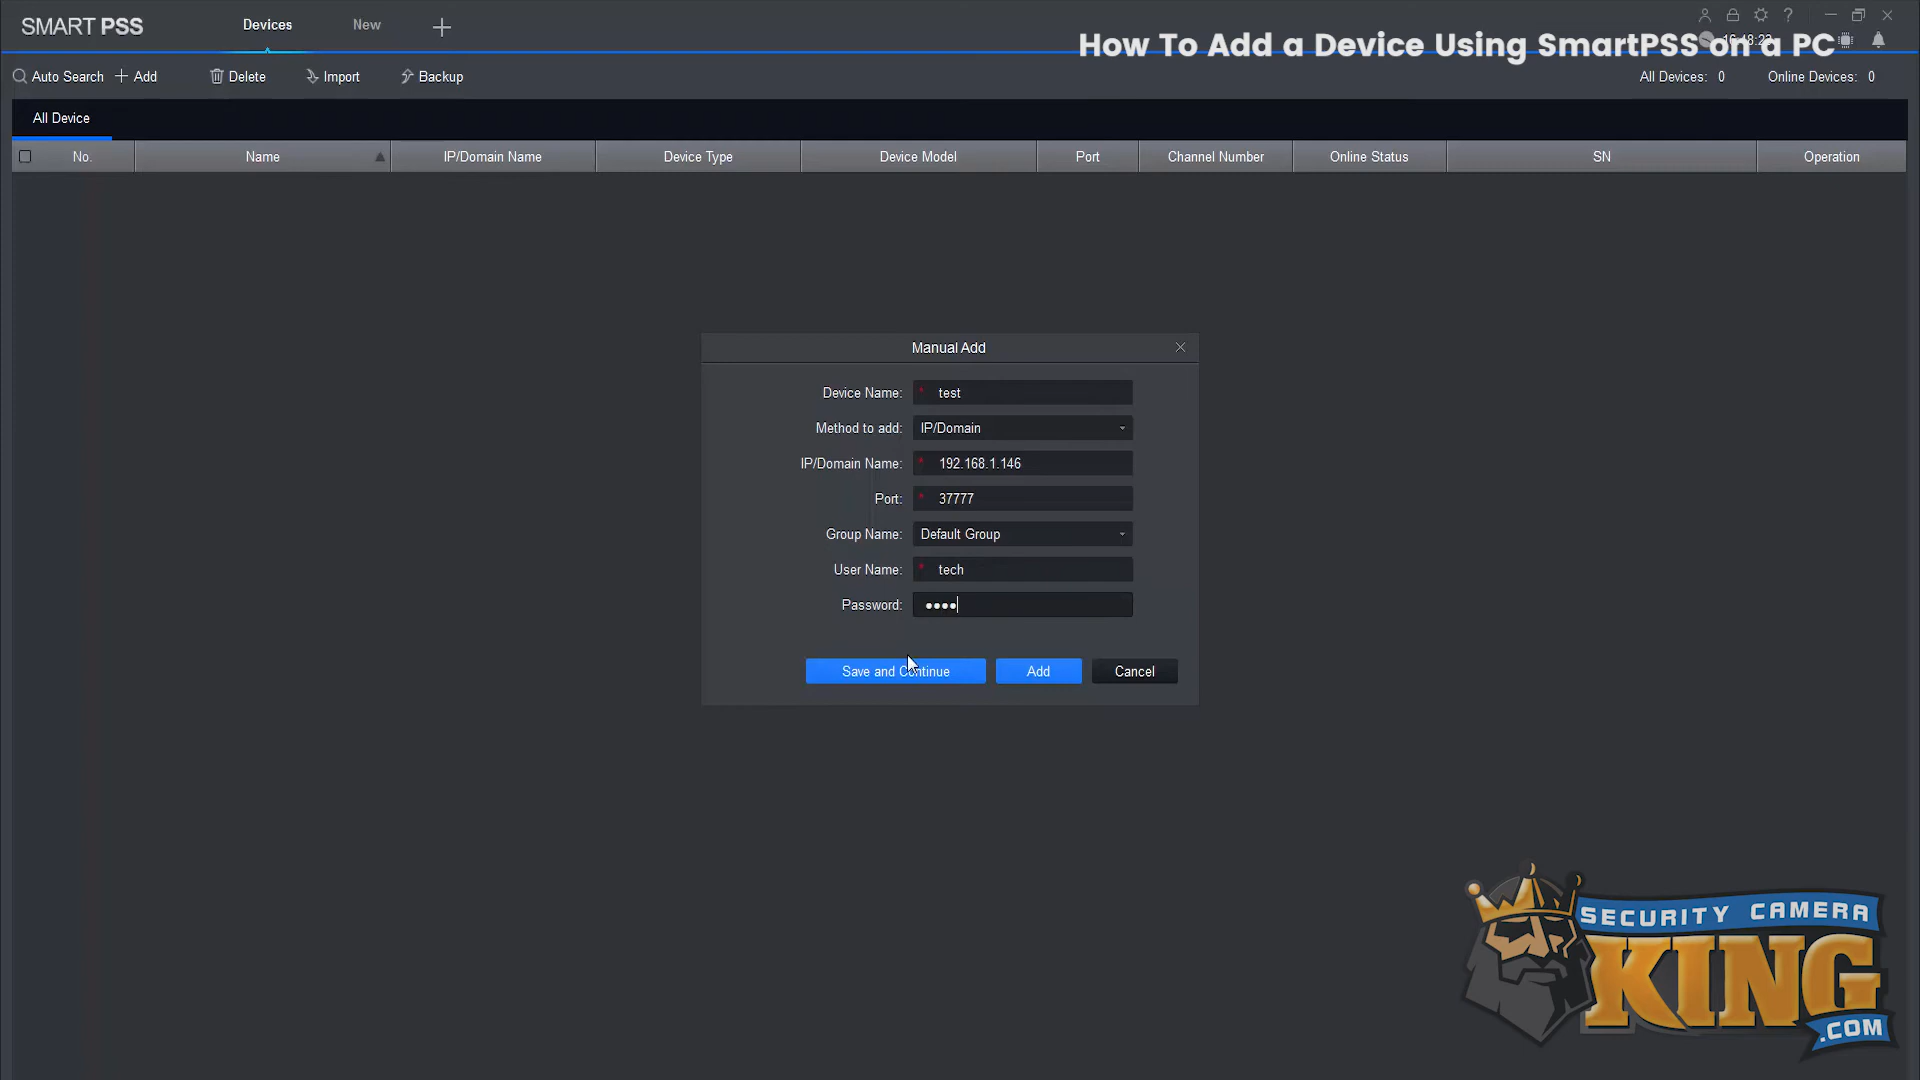 SMART PSS
Devices
New
How To Add a Device Using SmartPSS on a PC
Auto Search
Add
Delete
Import
Backup
All Devices: 0
Online Devices: 0
All Device
No.
Name
IP/Domain Name
Device Type
Device Model
Port
Channel Number
Online Status
SN
Operation
Manual Add
Device Name: * test
Method to add: IP/Domain
IP/Domain Name: * 192.168.1.146
Port: * 37777
Group Name: Default Group
User Name: * tech
Password: ••••
Save and Continue
Add
Cancel
SECURITY CAMERA
KING
.COM